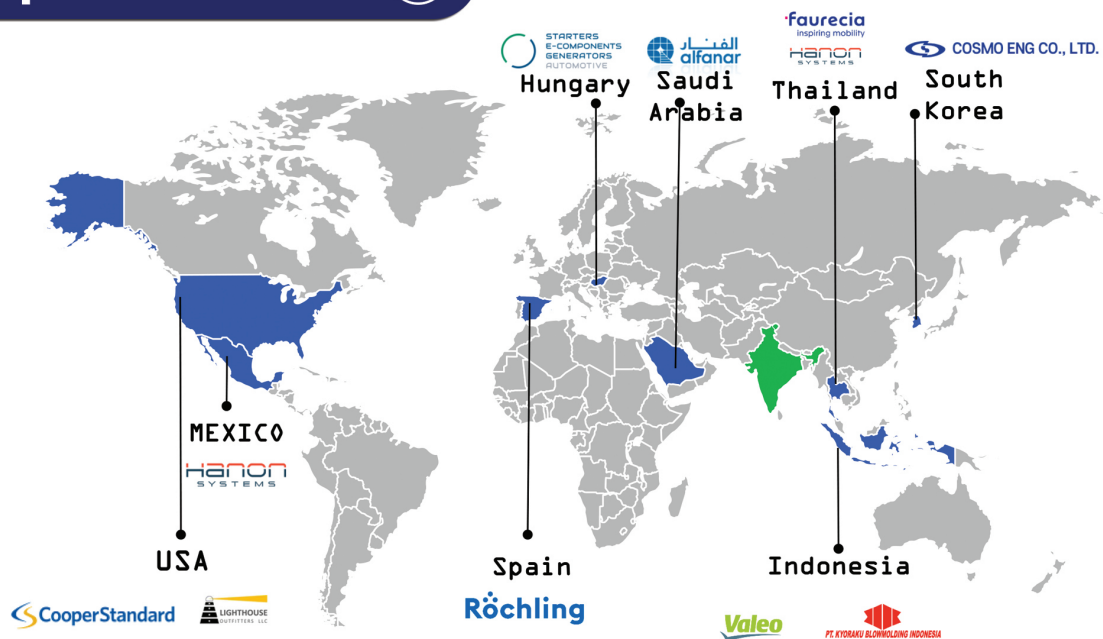 STARTERS
E-COMPONENTS
GENERATORS
AUTOMOTIVE
Hungary
الفنار
alfanar
Saudi
Arabia
faurecia
inspiring mobility
Hanon
SYSTEMS
Thailand
COSMO ENG CO., LTD.
South
Korea
MEXICO
Hanon
SYSTEMS
USA
CooperStandard
LIGHTHOUSE
OUTFITTERS LLC
Spain
Röchling
Indonesia
Valeo
PT. KYORAKU BLOWMOLDING INDONESIA